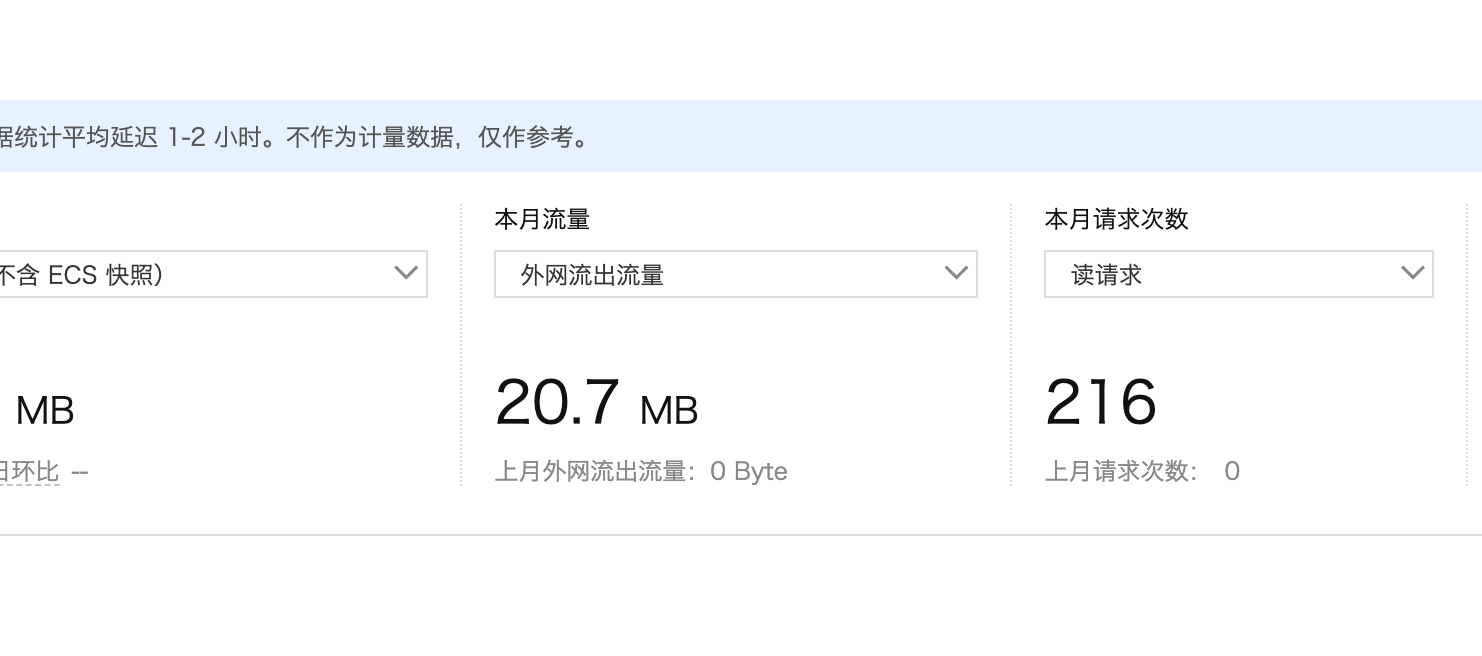 据统计平均延迟 1-2 小时。不作为计量数据，仅作参考。
本月流量
本月请求次数
不含 ECS 快照）
外网流出流量
读请求
MB
20.7 MB
216
日环比 --
上月外网流出流量：0 Byte
上月请求次数： 0